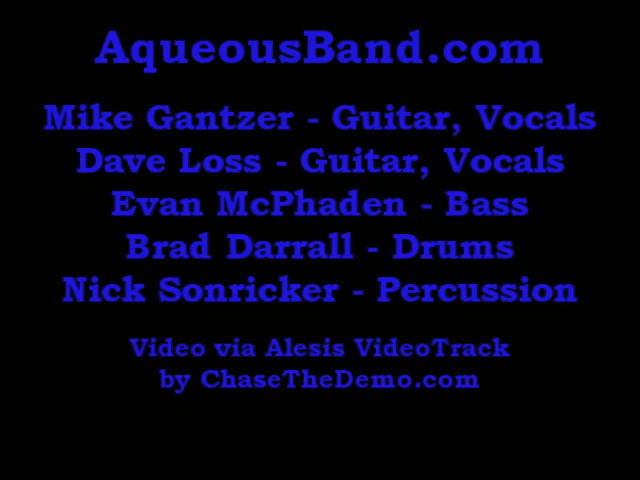 AqueousBand.com
Mike Gantzer - Guitar, Vocals
Dave Loss - Guitar, Vocals
Evan McPhaden - Bass
Brad Darrall - Drums
Nick Sonricker - Percussion
Video via Alesis VideoTrack
by ChaseTheDemo.com